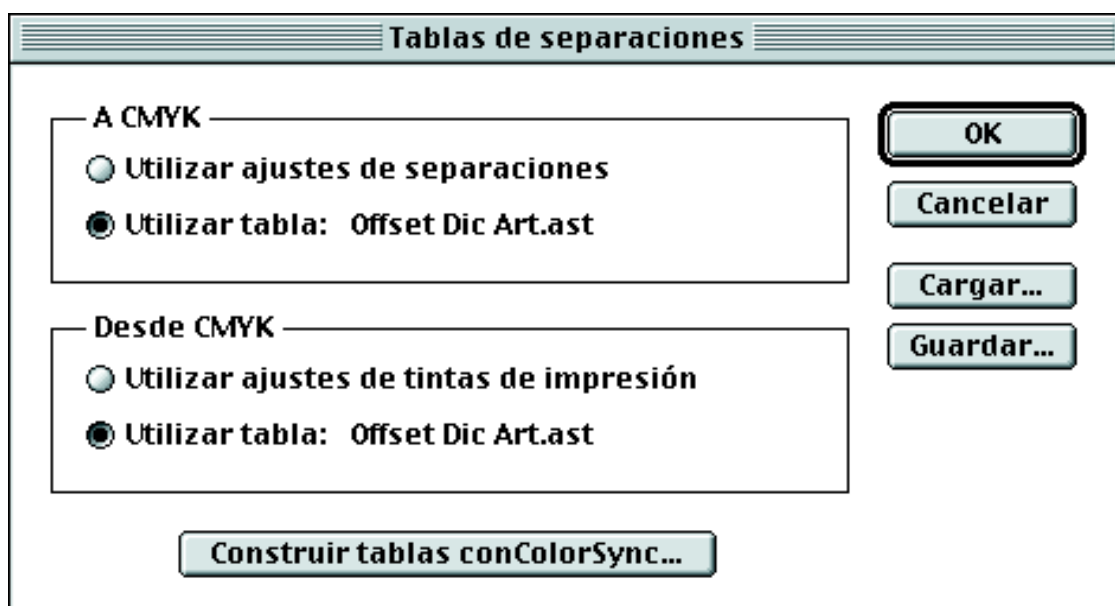 Tablas de separaciones
A CMYK
Utilizar ajustes de separaciones
Utilizar tabla: Offset Dic Art.ast
Desde CMYK
Utilizar ajustes de tintas de impresión
Utilizar tabla: Offset Dic Art.ast
Construir tablas conColorSync...
OK
Cancelar
Cargar...
Guardar...